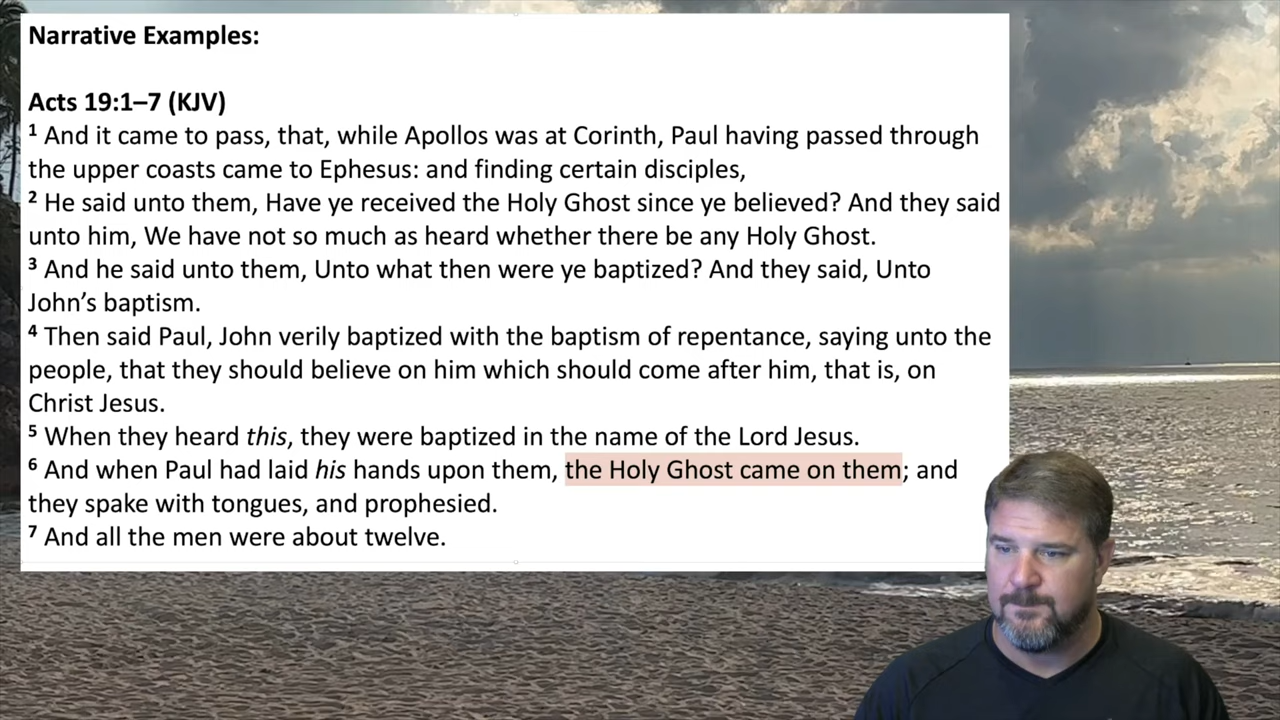 Narrative Examples:
Acts 19:1–7 (KJV)
¹ And it came to pass, that, while Apollos was at Corinth, Paul having passed through
the upper coasts came to Ephesus: and finding certain disciples,
² He said unto them, Have ye received the Holy Ghost since ye believed? And they said
unto him, We have not so much as heard whether there be any Holy Ghost.
³ And he said unto them, Unto what then were ye baptized? And they said, Unto
John’s baptism.
⁴ Then said Paul, John verily baptized with the baptism of repentance, saying unto the
people, that they should believe on him which should come after him, that is, on
Christ Jesus.
⁵ When they heard this, they were baptized in the name of the Lord Jesus.
⁶ And when Paul had laid his hands upon them, the Holy Ghost came on them; and
they spake with tongues, and prophesied.
⁷ And all the men were about twelve.